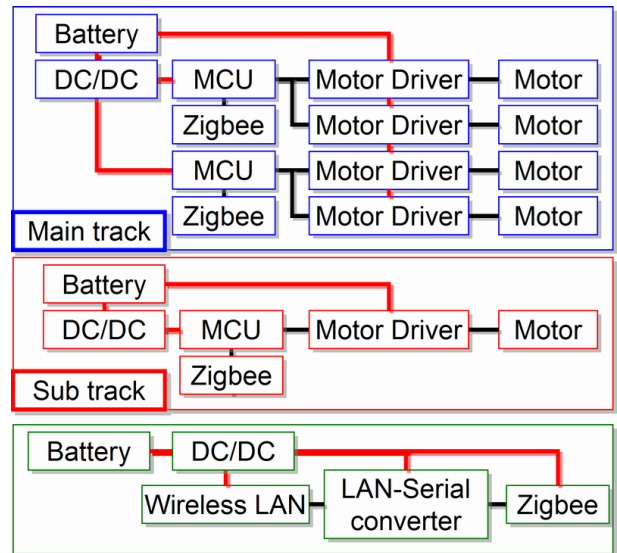 Battery
DC/DC
MCU
Motor Driver
Motor
Zigbee
Motor Driver
Motor
MCU
Motor Driver
Motor
Zigbee
Motor Driver
Motor
Main track
Battery
DC/DC
MCU
Motor Driver
Motor
Zigbee
Sub track
Battery
DC/DC
Wireless LAN
LAN-Serial
converter
Zigbee